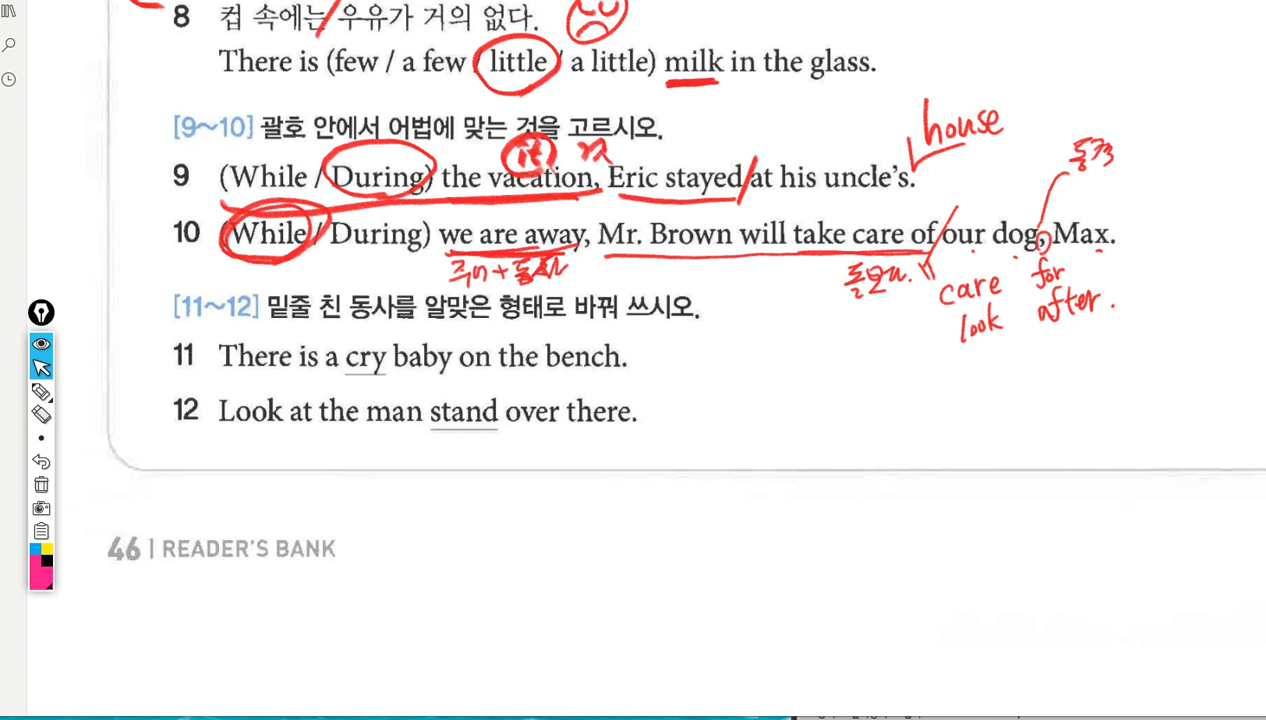 8 컵 속에는 우유가 거의 없다.
There is (few / a few / little / a little) milk in the glass.
[9~10] 괄호 안에서 어법에 맞는 것을 고르시오.
house
동격
9 (While / During) the vacation, Eric stayed at his uncle's.
10 (While / During) we are away, Mr. Brown will take care of our dog, Max.
주어+동사
돌보다.
care for
look after.
[11~12] 밑줄 친 동사를 알맞은 형태로 바꿔 쓰시오.
11 There is a cry baby on the bench.
12 Look at the man stand over there.
46 | READER'S BANK